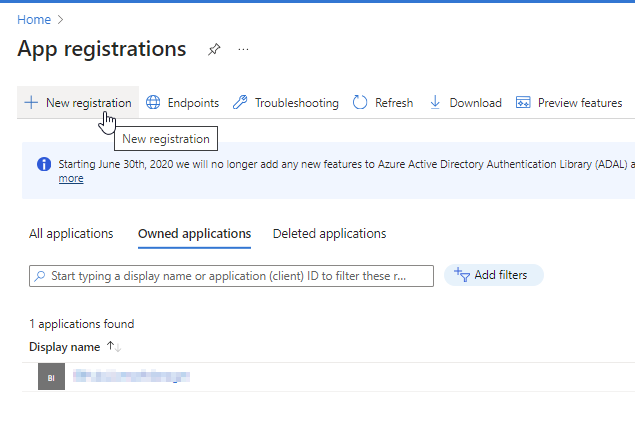 Home
App registrations
New registration Endpoints Troubleshooting Refresh Download Preview features
New registration
Starting June 30th, 2020 we will no longer add any new features to Azure Active Directory Authentication Library (ADAL) a
more
All applications Owned applications Deleted applications
Start typing a display name or application (client) ID to filter these r...
Add filters
1 applications found
Display name
BI